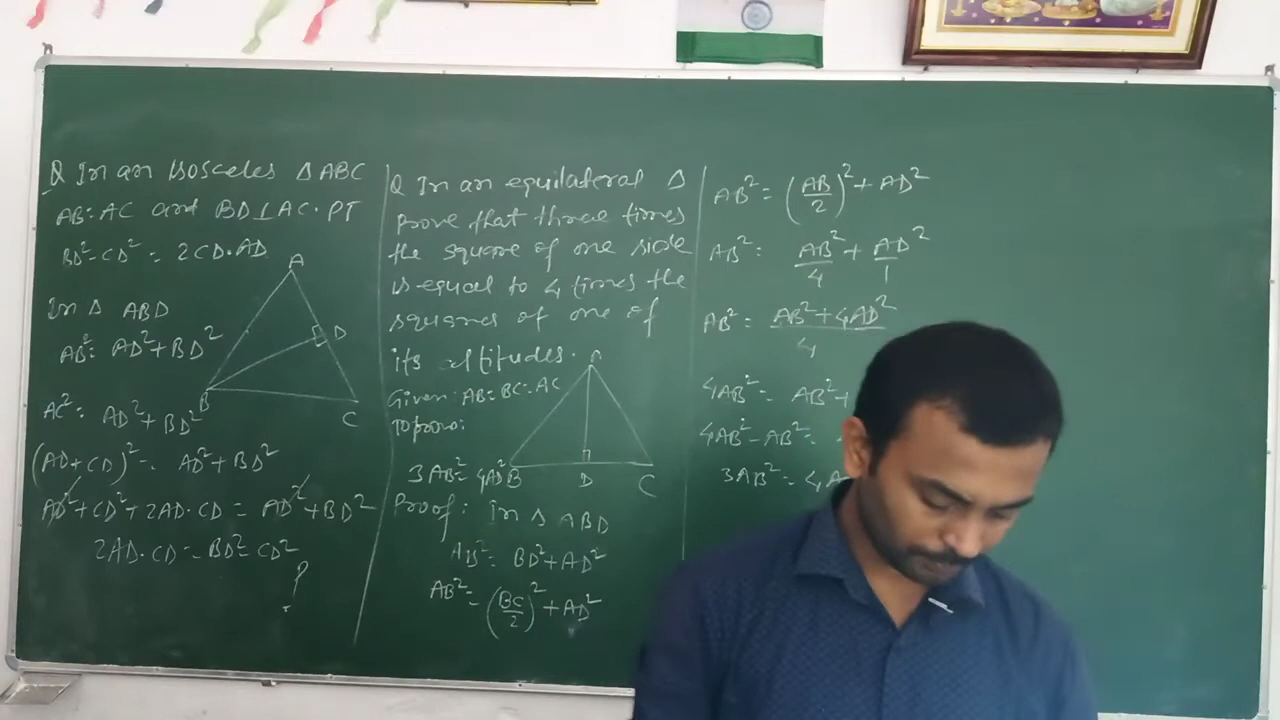 Q In an Isosceles Δ ABC
AB=AC and BD⊥AC. PT
BD²-CD² = 2CD.AD
A
In Δ ABD
AB² = AD²+BD²
D
B
C
AC² = AD²+BD²
(AD+CD)² = AD²+BD²
AD²+CD²+2AD.CD = AD²+BD²
2AD.CD = BD²-CD²
Q In an equilateral Δ
prove that three times
the square of one side
is equal to 4 times the
squares of one of
its altitudes.
Given: AB=BC=AC
To prove:
3AB² = 4AD²
A
B
D
C
Proof: In Δ ABD
AB² = BD²+AD²
AB² = (BC/2)²+AD²
AB² = (AB/2)²+AD²
AB² = AB²/4 + AD²/1
AB² = AB²+4AD²/4
4AB² = AB²+
4AB²-AB² =
3AB² = 4A